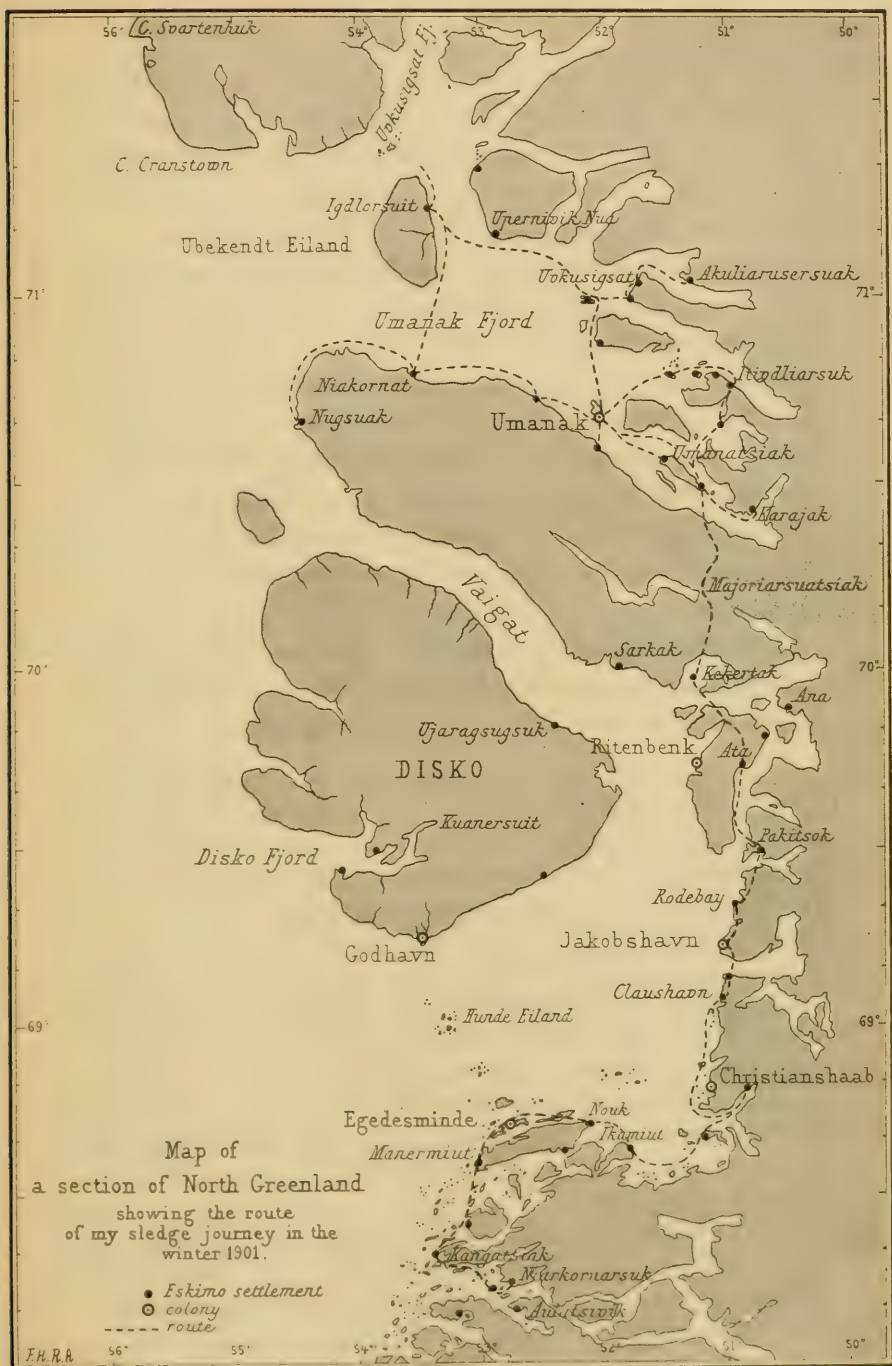 56°
54°
53°
52°
51°
50°
C. Svartenhuk
Uvkusigsat Fj.
C. Cranstown
Igdlorsuit
Upernivik Nua
Ubekendt Eiland
Uvkusigsat
Akuliarusersuak
71°
71°
Umanak Fjord
Niakornat
Itivdliarsuk
Nugsuak
Umanak
Umanatsiak
Karajak
Majoriarsuatsiak
Vaigat
Sarkak
70°
70°
Kekertak
Ana
Ujaragsugsuk
Ritenbenk
Ata
DISKO
Kuanersuit
Pakitsok
Disko Fjord
Rodebay
Jakobshavn
Godhavn
Claushavn
Hunde Eiland
69°
69°
Christianshaab
Egedesminde
Nouk
Ikamiut
Manermiut
Map of
a section of North Greenland
showing the route
of my sledge journey in the
winter 1901.
Kangatsiak
Eskimo settlement
colony
route
F.H.R.A.
56°
55°
54°
53°
52°
51°
50°